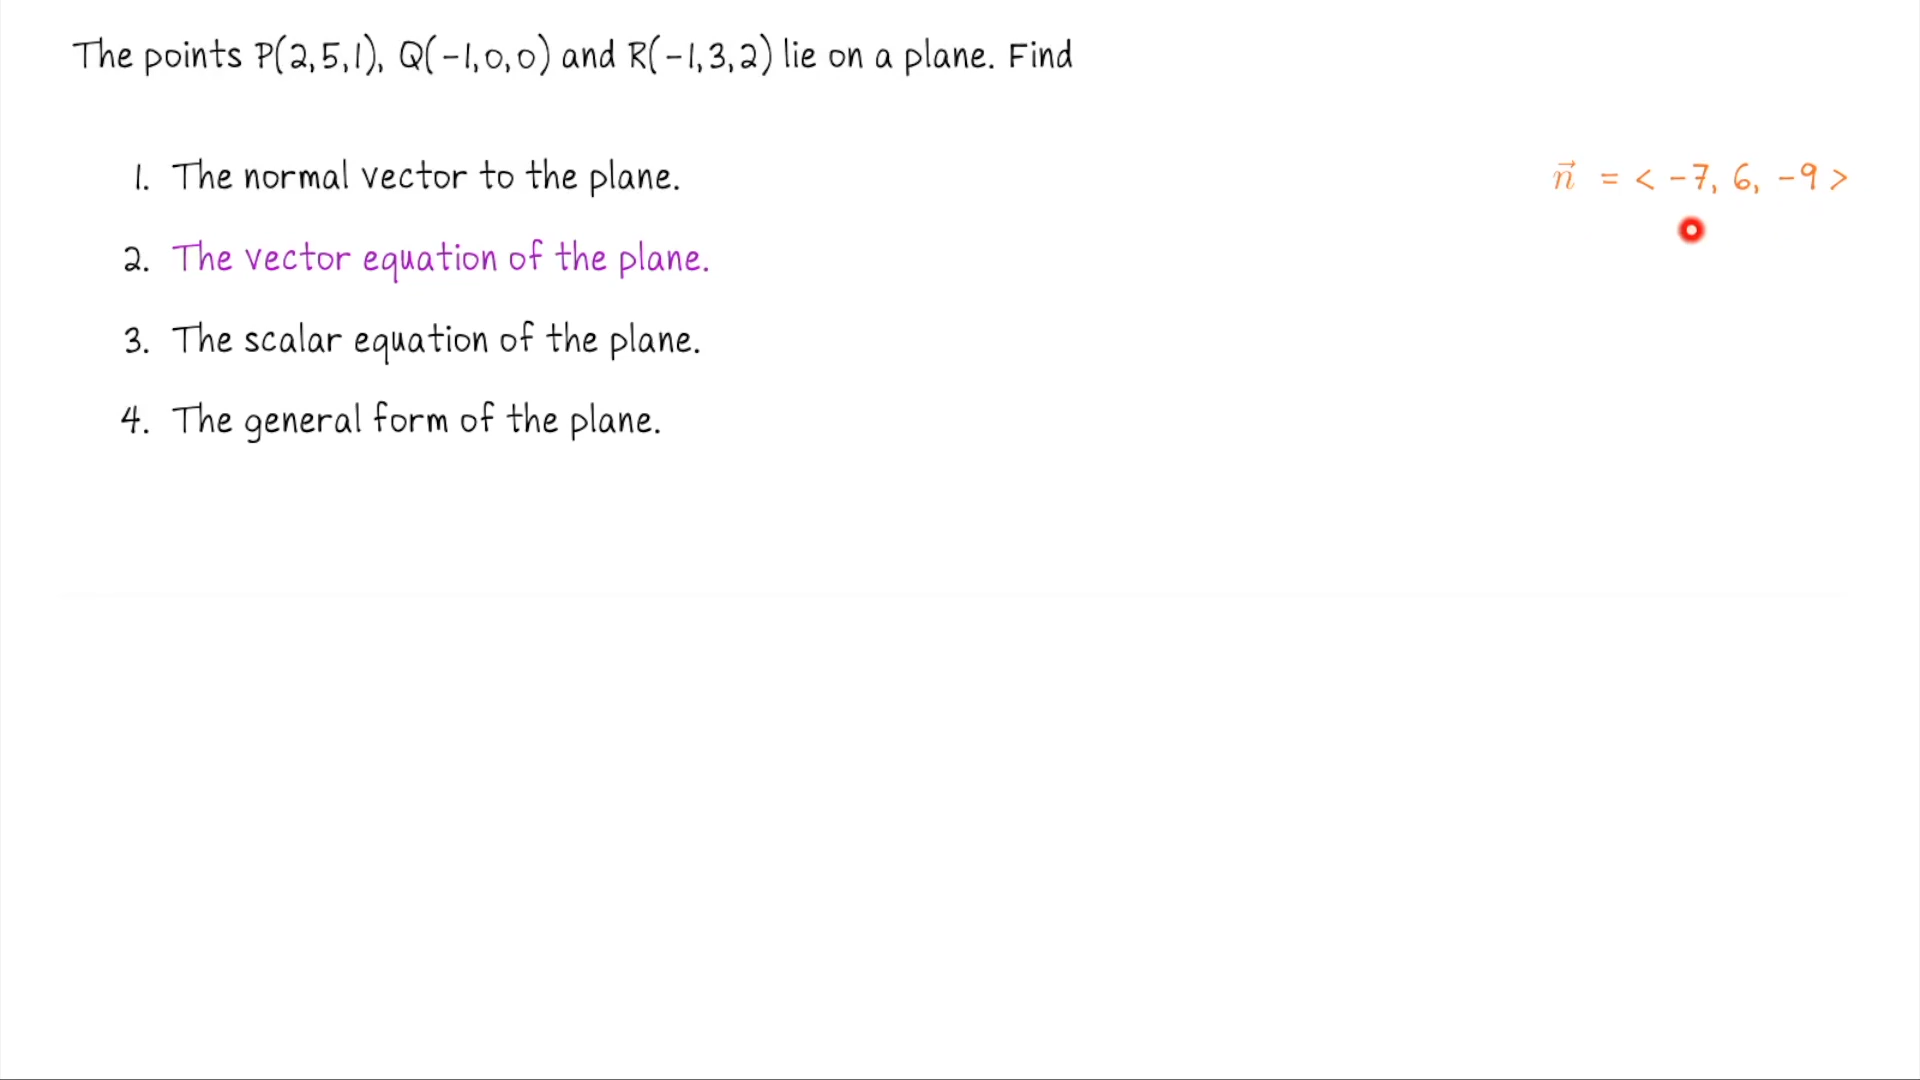 The points P(2,5,1), Q(-1,0,0) and R(-1,3,2) lie on a plane. Find
1. The normal vector to the plane.
n⃗ = < -7, 6, -9 >
2. The vector equation of the plane.
3. The scalar equation of the plane.
4. The general form of the plane.